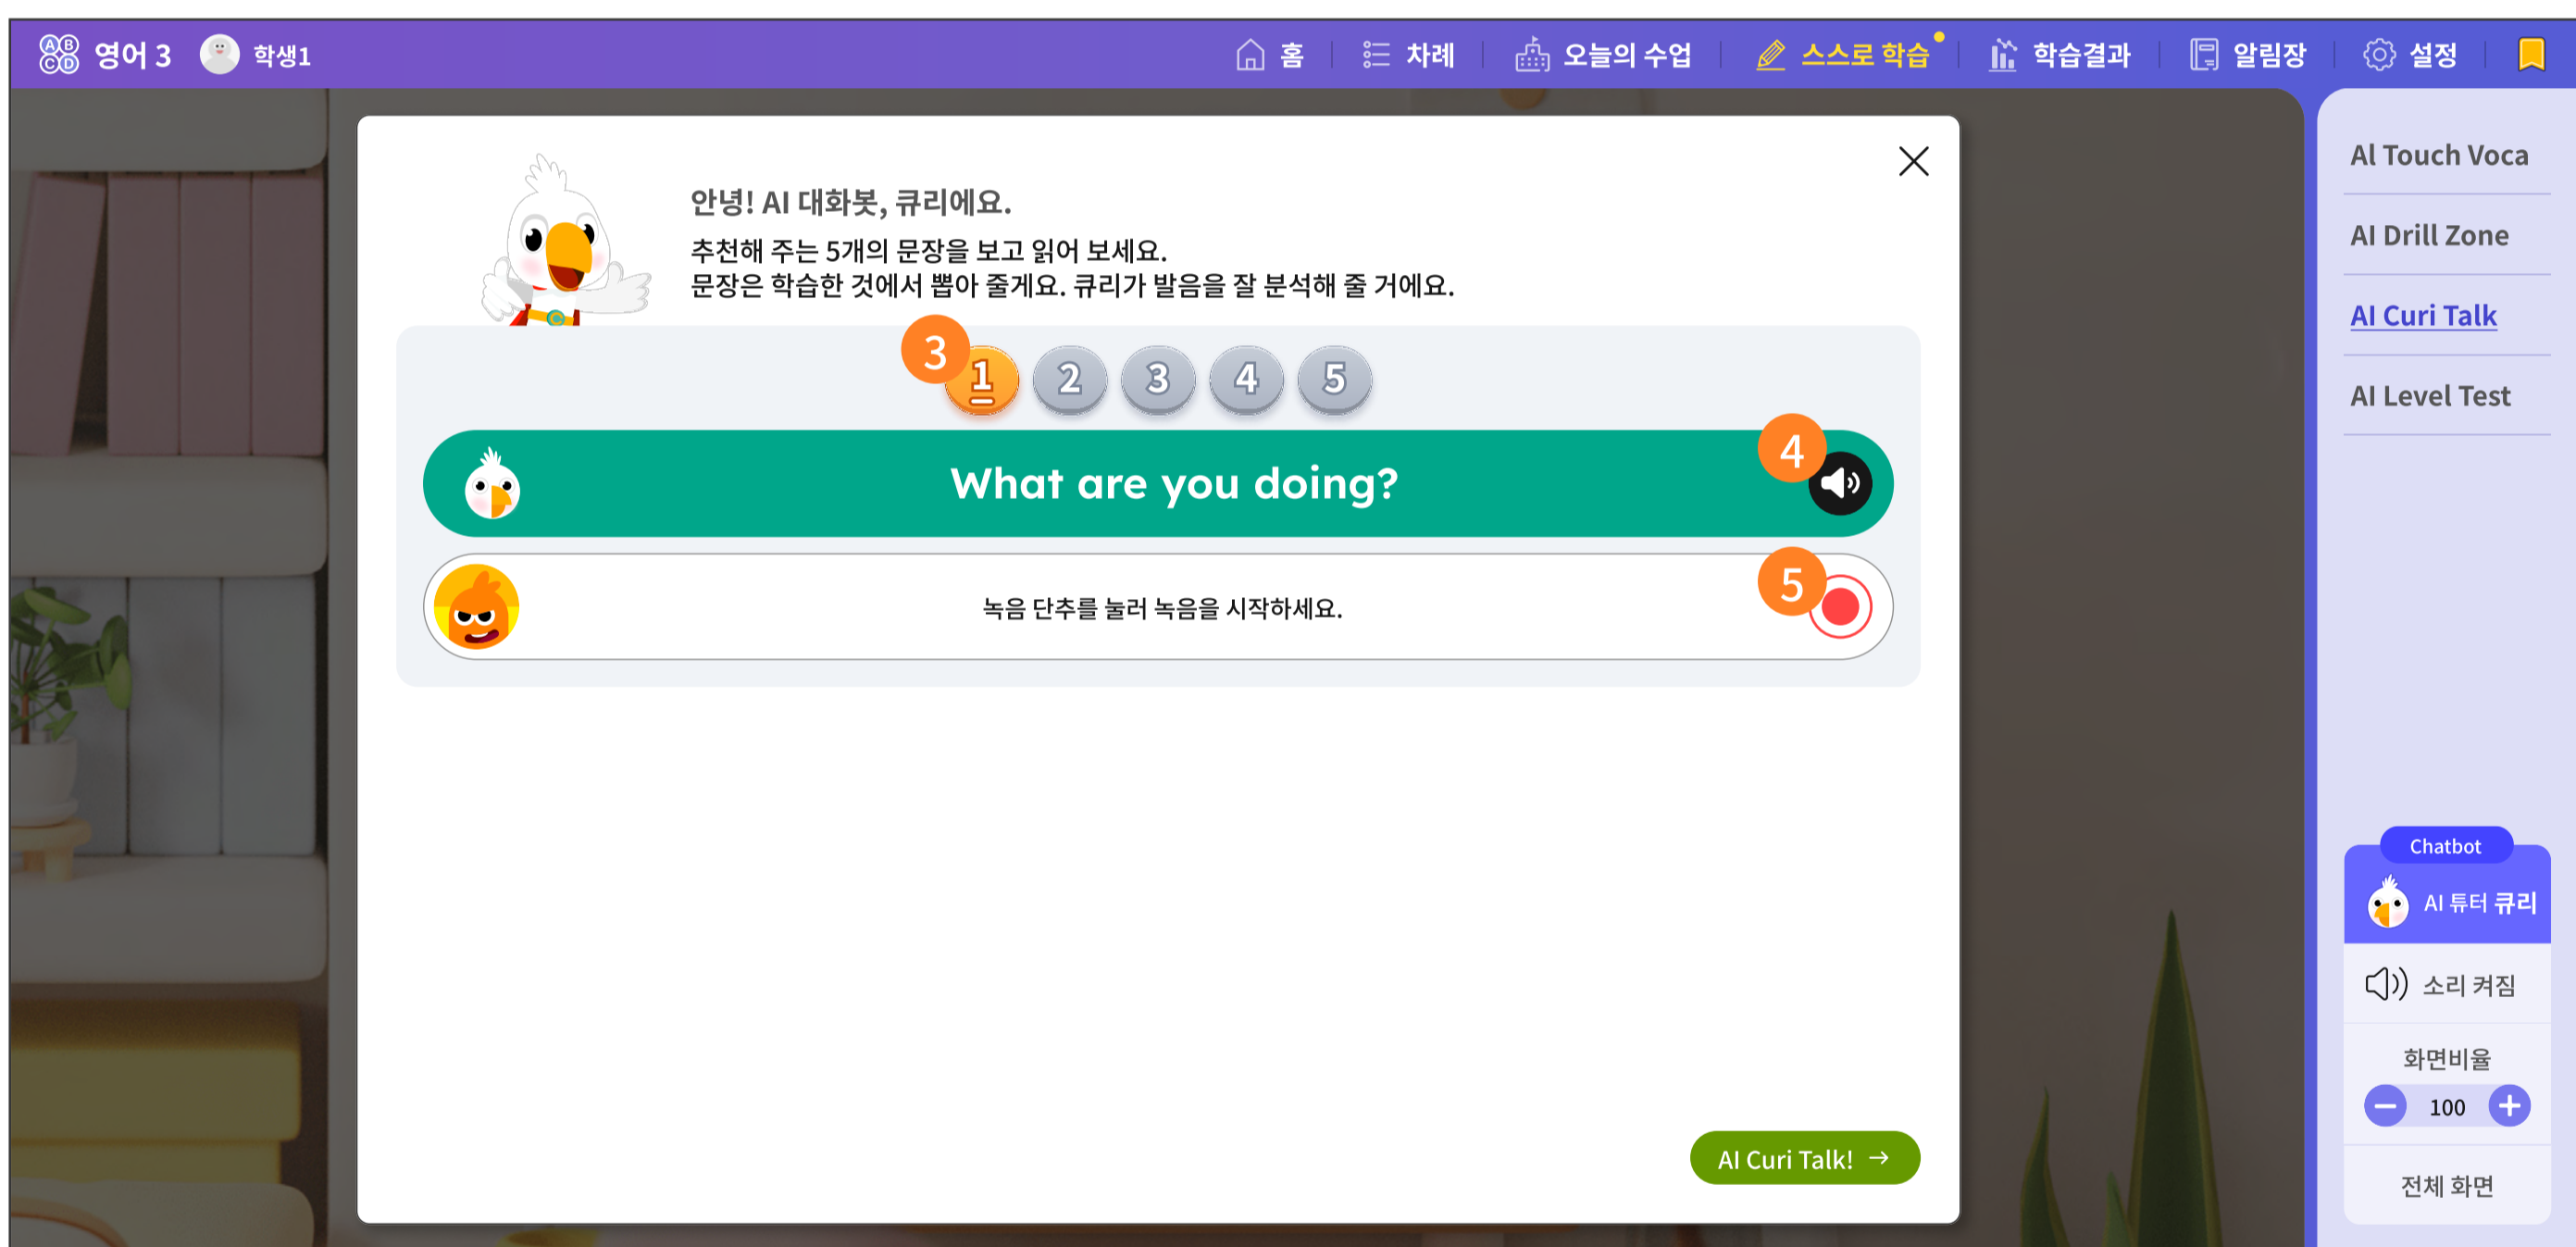 영어 3
학생1
홈
차례
오늘의 수업
스스로 학습
학습결과
알림장
설정
안녕! AI 대화봇, 큐리에요.
추천해 주는 5개의 문장을 보고 읽어 보세요.
문장은 학습한 것에서 뽑아 줄게요. 큐리가 발음을 잘 분석해 줄 거에요.
3
1 2 3 4 5
What are you doing?
4
녹음 단추를 눌러 녹음을 시작하세요.
5
AI Curi Talk! →
AI Touch Voca
AI Drill Zone
AI Curi Talk
AI Level Test
Chatbot
AI 튜터 큐리
소리 켜짐
화면비율
− 100 +
전체 화면